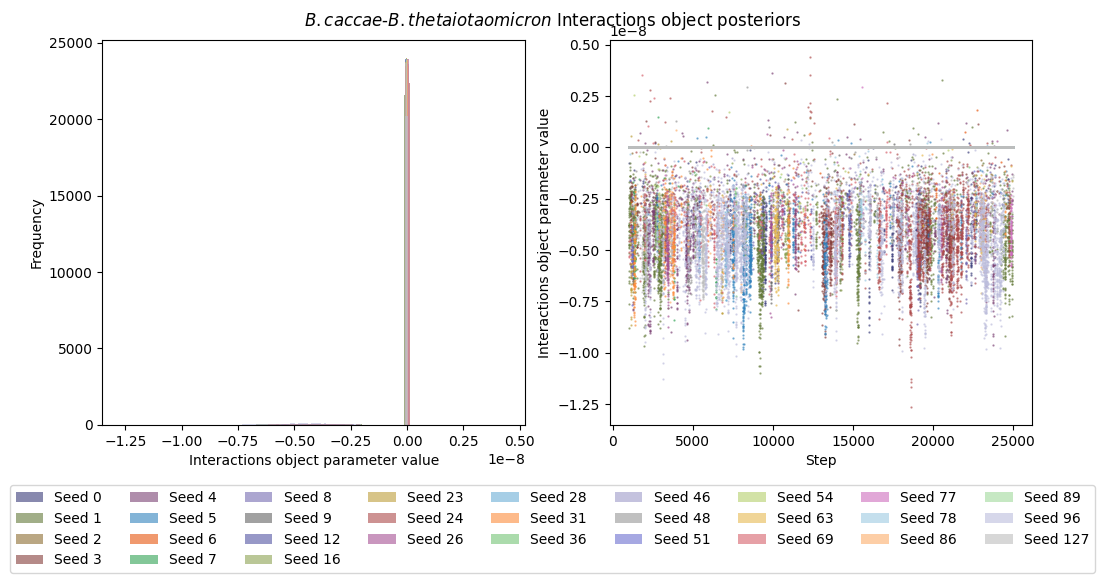 B.caccae-B.thetaiotaomicron Interactions object posteriors
25000
20000
15000
10000
5000
0
Frequency
−1.25 −1.00 −0.75 −0.50 −0.25 0.00 0.25 0.50
1e−8
Interactions object parameter value
1e−8
0.50
0.25
0.00
−0.25
−0.50
−0.75
−1.00
−1.25
Interactions object parameter value
0 5000 10000 15000 20000 25000
Step
Seed 0 Seed 4 Seed 8 Seed 23 Seed 28 Seed 46 Seed 54 Seed 77 Seed 89
Seed 1 Seed 5 Seed 9 Seed 24 Seed 31 Seed 48 Seed 63 Seed 78 Seed 96
Seed 2 Seed 6 Seed 12 Seed 26 Seed 36 Seed 51 Seed 69 Seed 86 Seed 127
Seed 3 Seed 7 Seed 16